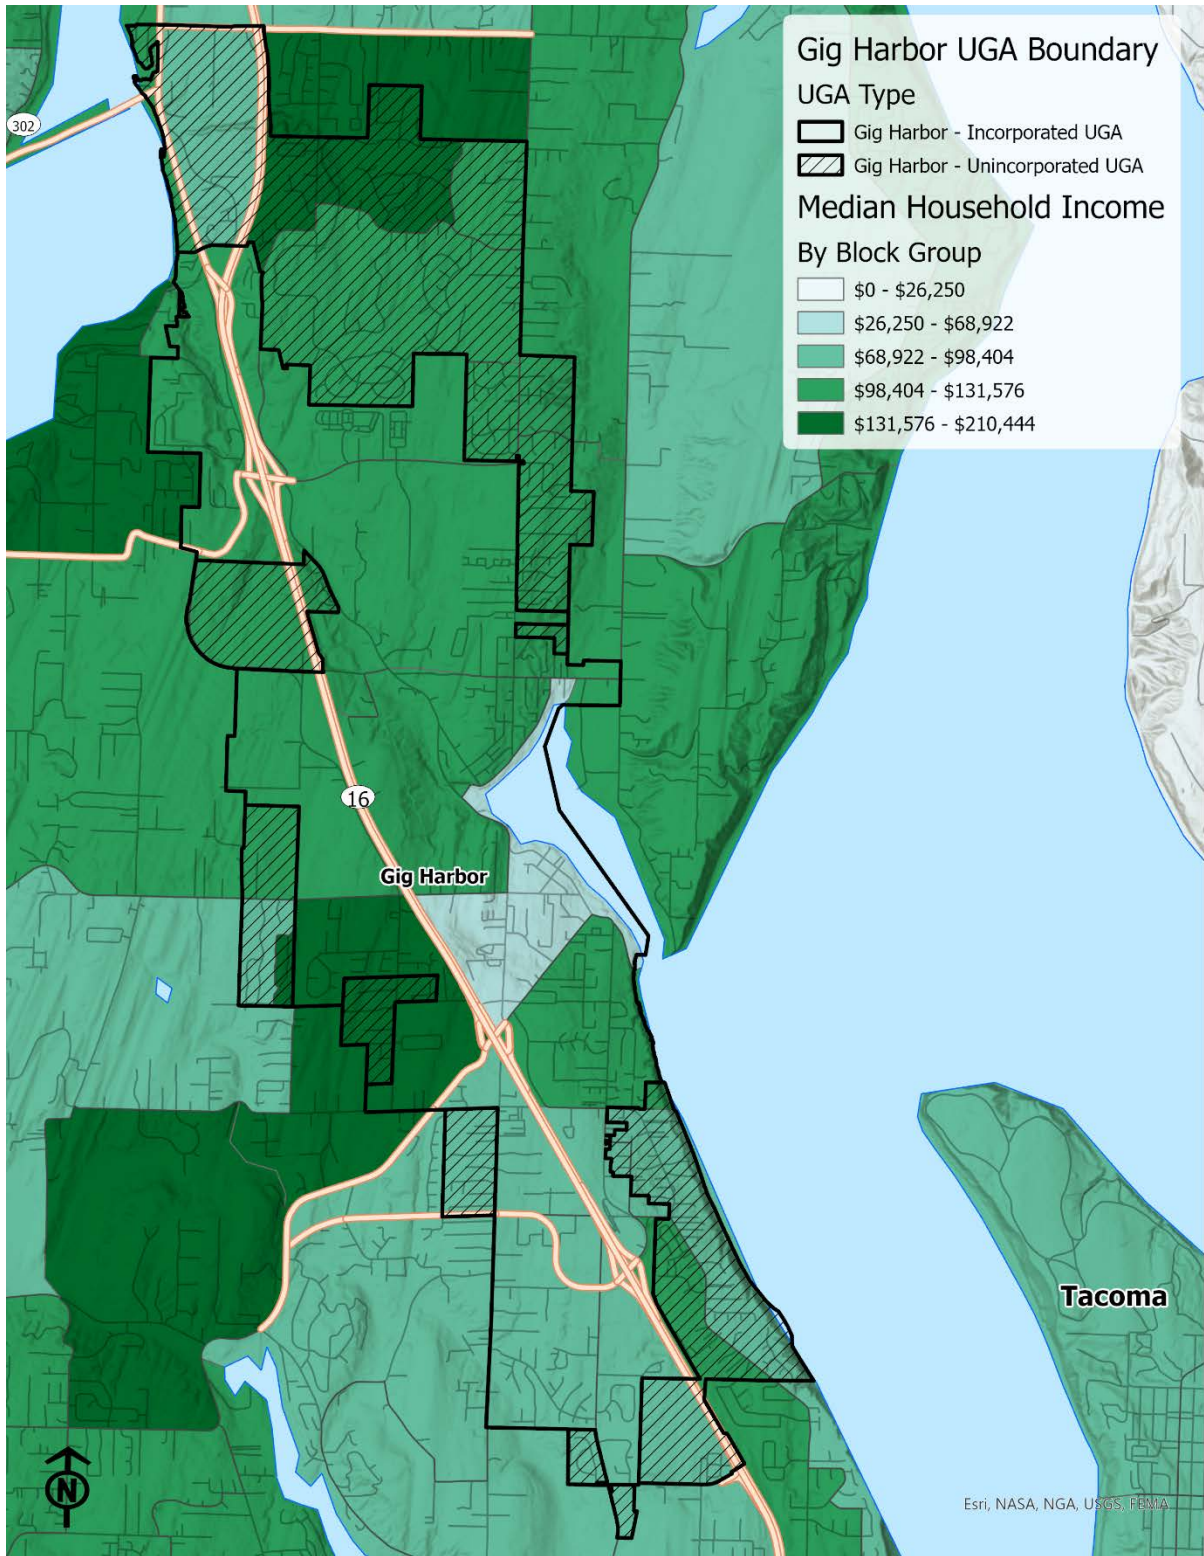 Gig Harbor UGA Boundary
UGA Type
Gig Harbor - Incorporated UGA
Gig Harbor - Unincorporated UGA
Median Household Income
By Block Group
$0 - $26,250
$26,250 - $68,922
$68,922 - $98,404
$98,404 - $131,576
$131,576 - $210,444
302
16
Gig Harbor
Tacoma
N
Esri, NASA, NGA, USGS, FEMA